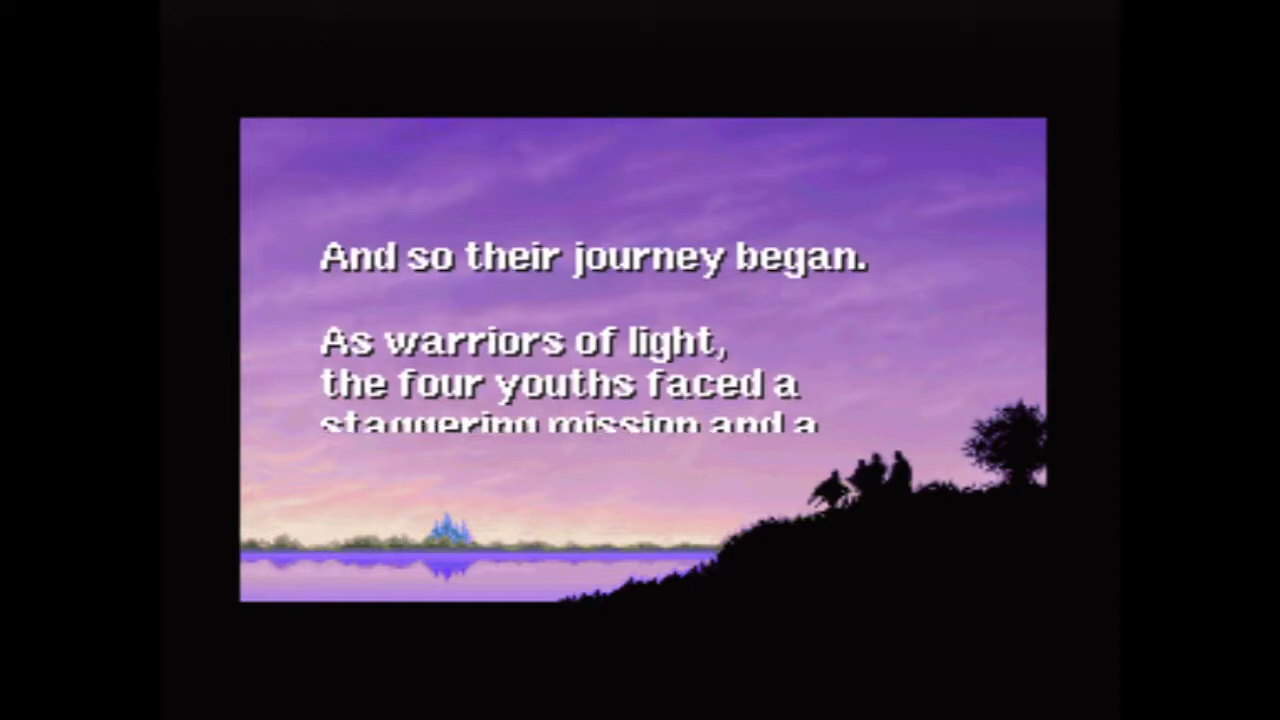 And so their journey began.
As warriors of light,
the four youths faced a
staggering mission and a